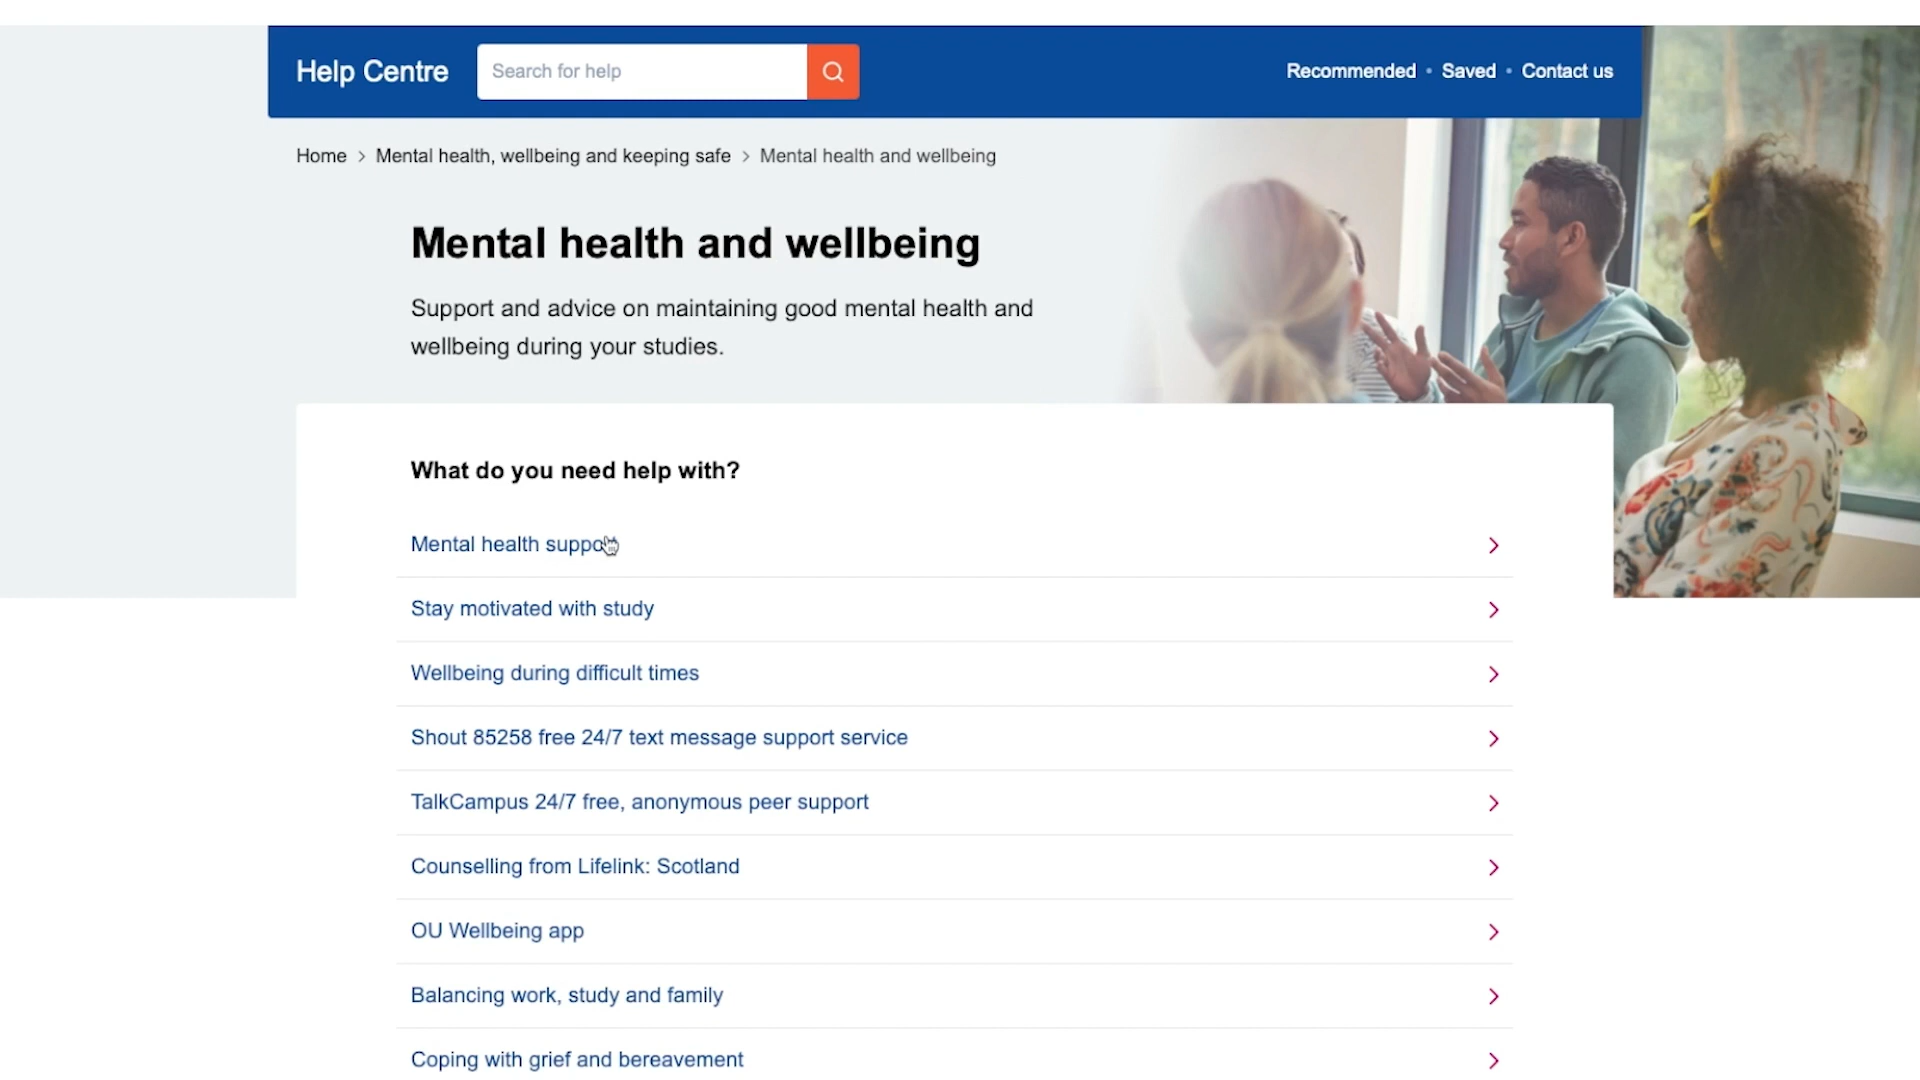 Help Centre
Search for help
Recommended • Saved • Contact us
Home > Mental health, wellbeing and keeping safe > Mental health and wellbeing
Mental health and wellbeing
Support and advice on maintaining good mental health and
wellbeing during your studies.
What do you need help with?
Mental health support
Stay motivated with study
Wellbeing during difficult times
Shout 85258 free 24/7 text message support service
TalkCampus 24/7 free, anonymous peer support
Counselling from Lifelink: Scotland
OU Wellbeing app
Balancing work, study and family
Coping with grief and bereavement